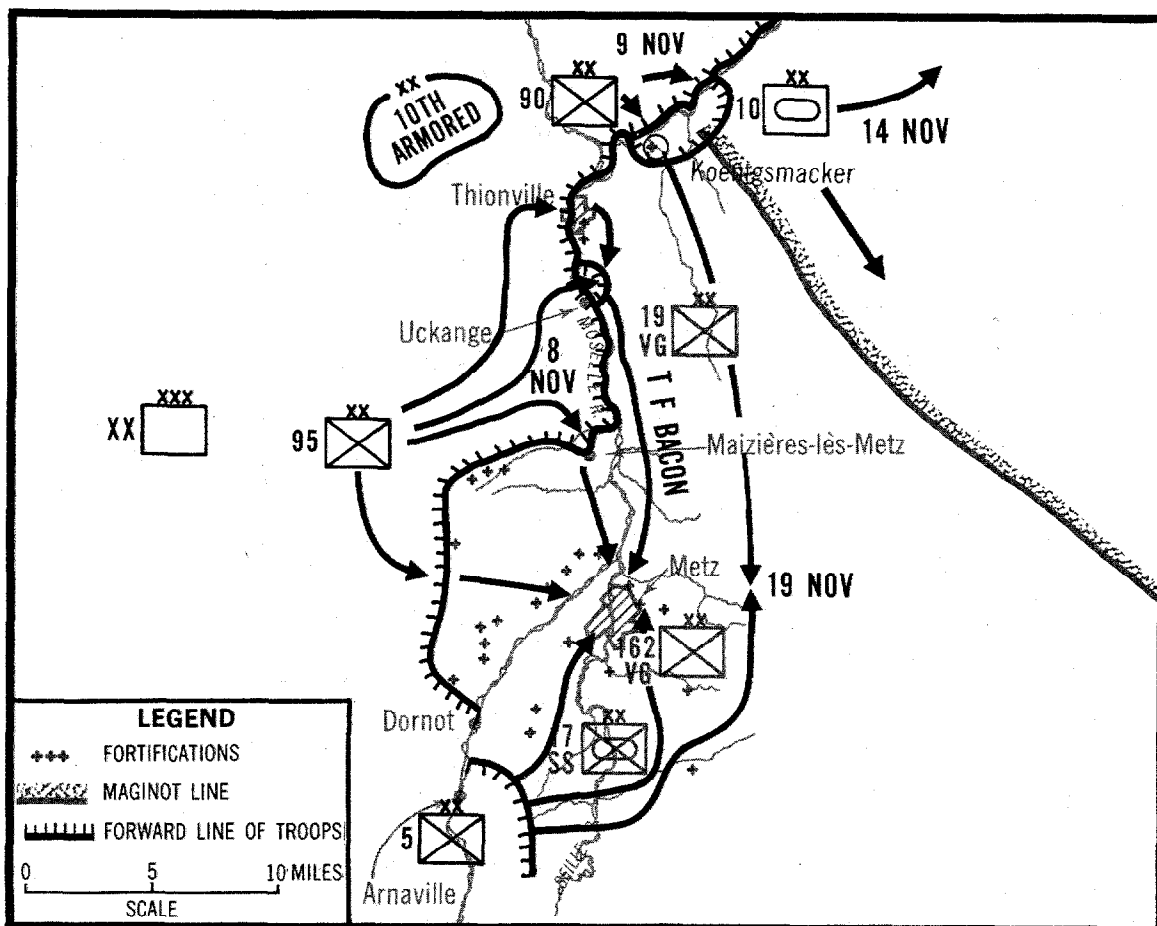 9 NOV
XX
90
XX
10TH
ARMORED
XX
10
14 NOV
Koenigsmacker
Thionville
XX
19
VG
Uckange
MOSELLE R
8
NOV
T F BACON
XXX
XX
XX
95
Maizières-lès-Metz
Metz
19 NOV
XX
162
VG
Dornot
XX
17
SS
XX
5
Arnaville
SEILLE
LEGEND
FORTIFICATIONS
MAGINOT LINE
FORWARD LINE OF TROOPS
0 5 10 MILES
SCALE